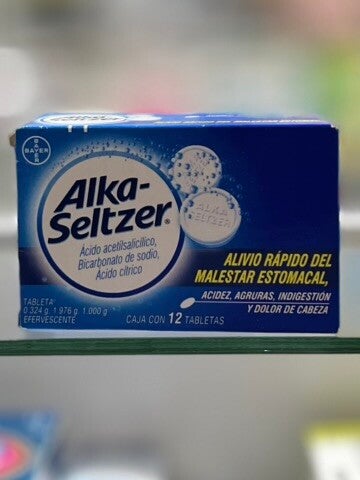 BAYER
Alka-
Seltzer®
Ácido acetilsalicílico,
Bicarbonato de sodio,
Ácido cítrico
ALKA
SELTZER
ALIVIO RÁPIDO DEL
MALESTAR ESTOMACAL,
ACIDEZ, AGRURAS, INDIGESTIÓN
Y DOLOR DE CABEZA
TABLETA
0.324 g 1.976 g 1.000 g
EFERVESCENTE
CAJA CON 12 TABLETAS